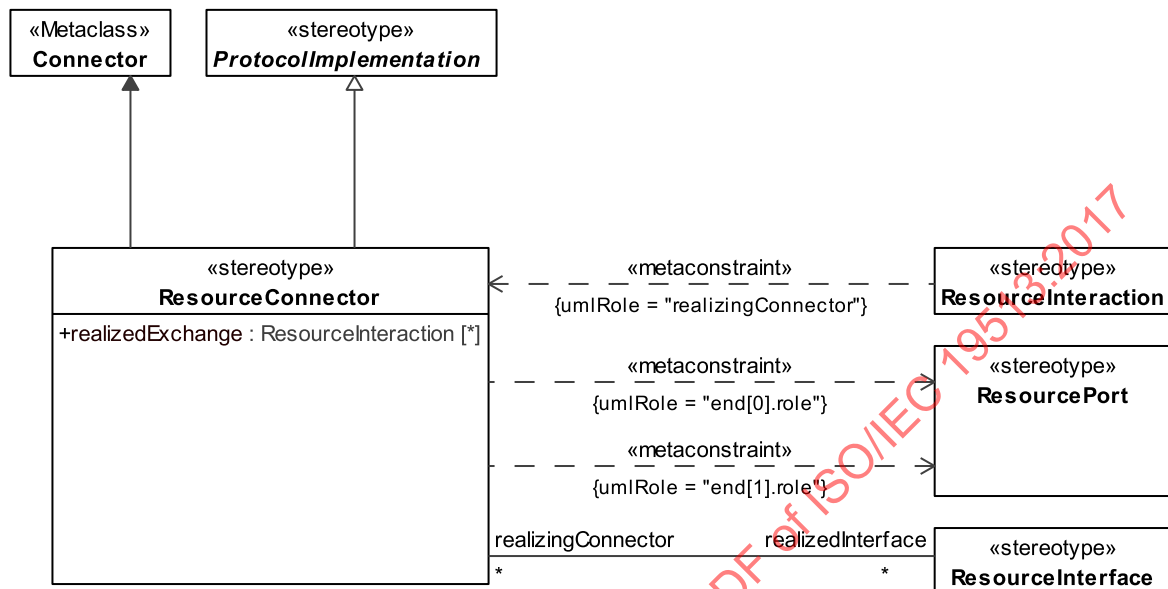 «Metaclass»
Connector
«stereotype»
ProtocolImplementation
«stereotype»
ResourceConnector
+realizedExchange : ResourceInteraction [*]
«metaconstraint»
{umlRole = "realizingConnector"}
«stereotype»
ResourceInteraction
«metaconstraint»
{umlRole = "end[0].role"}
«stereotype»
ResourcePort
«metaconstraint»
{umlRole = "end[1].role"}
realizingConnector
*
realizedInterface
*
«stereotype»
ResourceInterface
DF of ISO/IEC 19513:2017